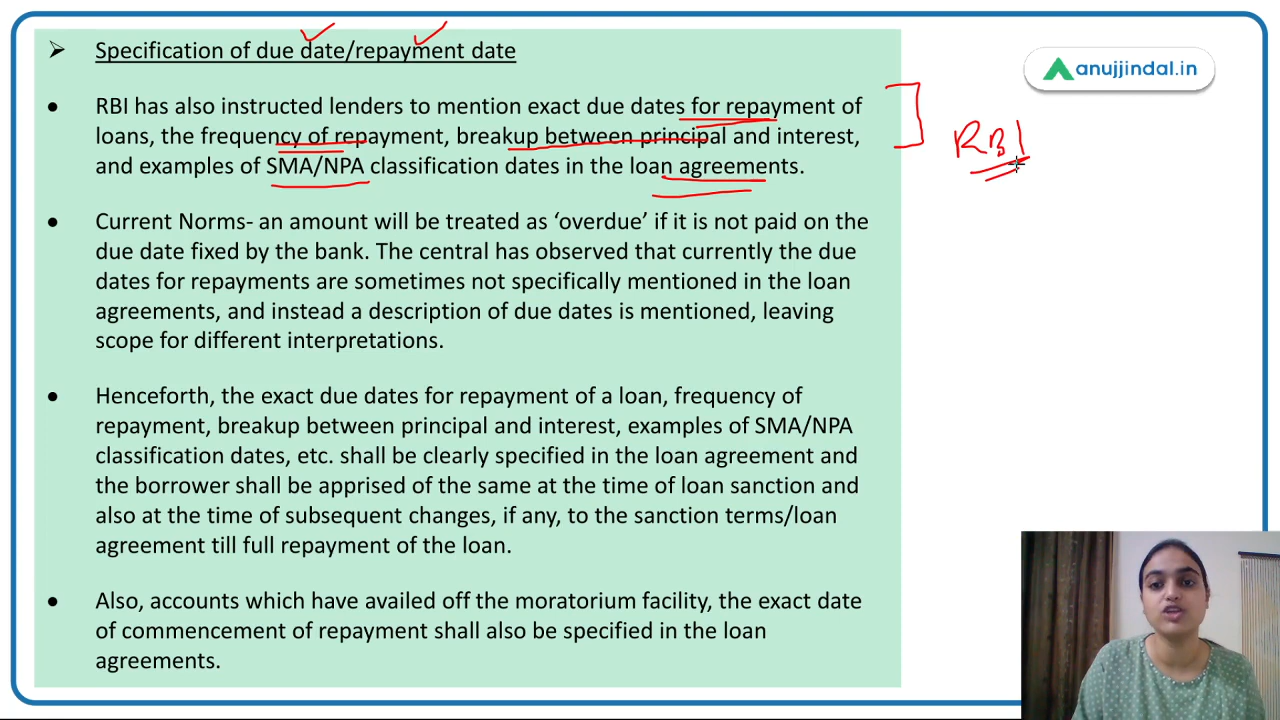 ➢ Specification of due date/repayment date
anujjindal.in
• RBI has also instructed lenders to mention exact due dates for repayment of
loans, the frequency of repayment, breakup between principal and interest,
and examples of SMA/NPA classification dates in the loan agreements.
RBI
• Current Norms- an amount will be treated as ‘overdue’ if it is not paid on the
due date fixed by the bank. The central has observed that currently the due
dates for repayments are sometimes not specifically mentioned in the loan
agreements, and instead a description of due dates is mentioned, leaving
scope for different interpretations.
• Henceforth, the exact due dates for repayment of a loan, frequency of
repayment, breakup between principal and interest, examples of SMA/NPA
classification dates, etc. shall be clearly specified in the loan agreement and
the borrower shall be apprised of the same at the time of loan sanction and
also at the time of subsequent changes, if any, to the sanction terms/loan
agreement till full repayment of the loan.
• Also, accounts which have availed off the moratorium facility, the exact date
of commencement of repayment shall also be specified in the loan
agreements.